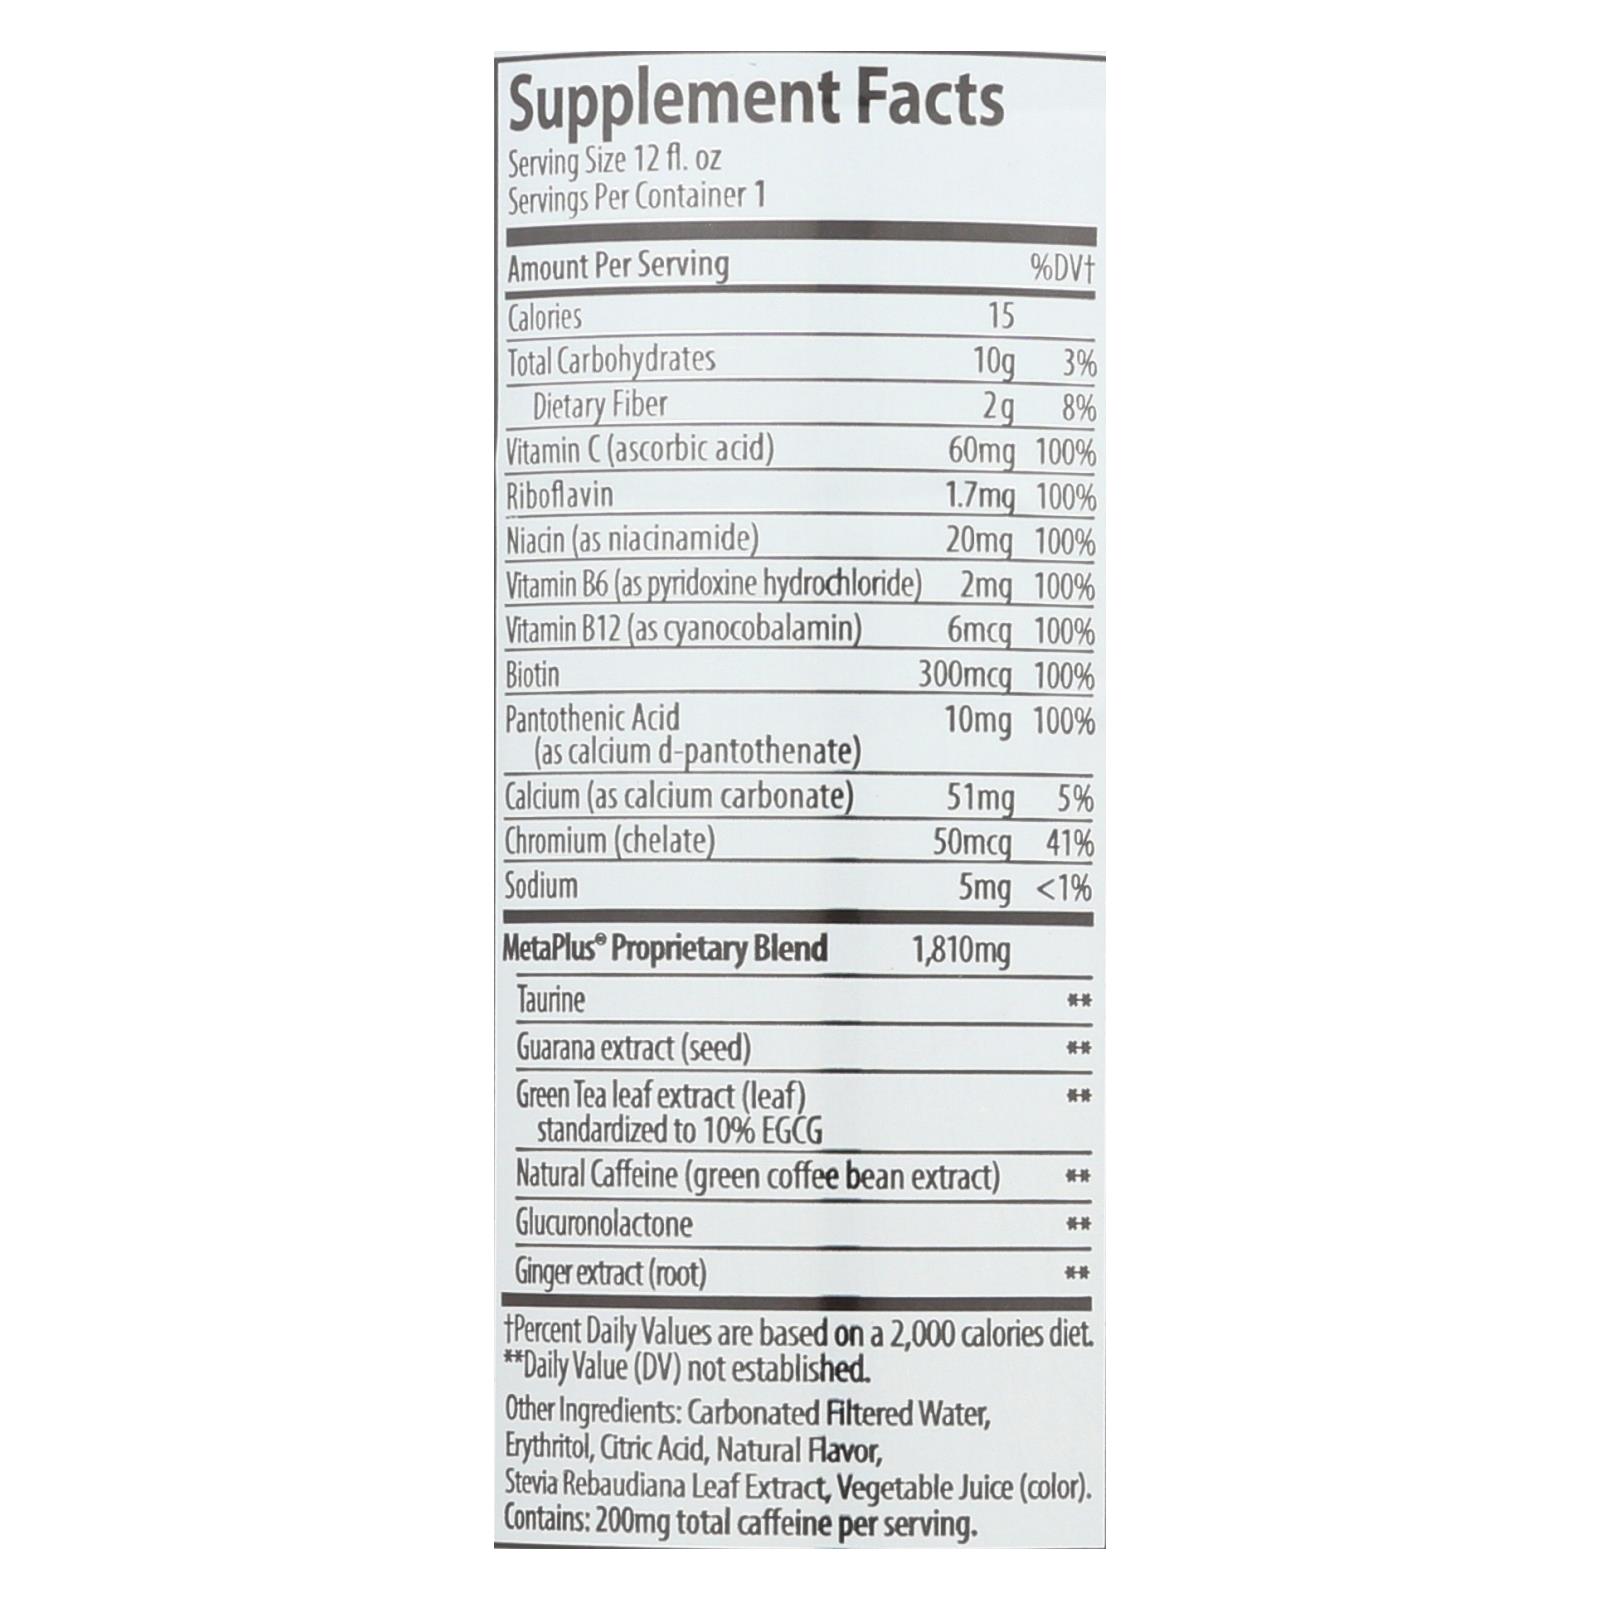 Supplement Facts
Serving Size 12 fl. oz
Servings Per Container 1
Amount Per Serving %DV†
Calories 15
Total Carbohydrates 10g 3%
Dietary Fiber 2g 8%
Vitamin C (ascorbic acid) 60mg 100%
Riboflavin 1.7mg 100%
Niacin (as niacinamide) 20mg 100%
Vitamin B6 (as pyridoxine hydrochloride) 2mg 100%
Vitamin B12 (as cyanocobalamin) 6mcg 100%
Biotin 300mcg 100%
Pantothenic Acid 10mg 100%
(as calcium d-pantothenate)
Calcium (as calcium carbonate) 51mg 5%
Chromium (chelate) 50mcg 41%
Sodium 5mg <1%
MetaPlus® Proprietary Blend 1,810mg
Taurine **
Guarana extract (seed) **
Green Tea leaf extract (leaf) **
standardized to 10% EGCG
Natural Caffeine (green coffee bean extract) **
Glucuronolactone **
Ginger extract (root) **
†Percent Daily Values are based on a 2,000 calories diet.
**Daily Value (DV) not established.
Other Ingredients: Carbonated Filtered Water,
Erythritol, Citric Acid, Natural Flavor,
Stevia Rebaudiana Leaf Extract, Vegetable Juice (color).
Contains: 200mg total caffeine per serving.